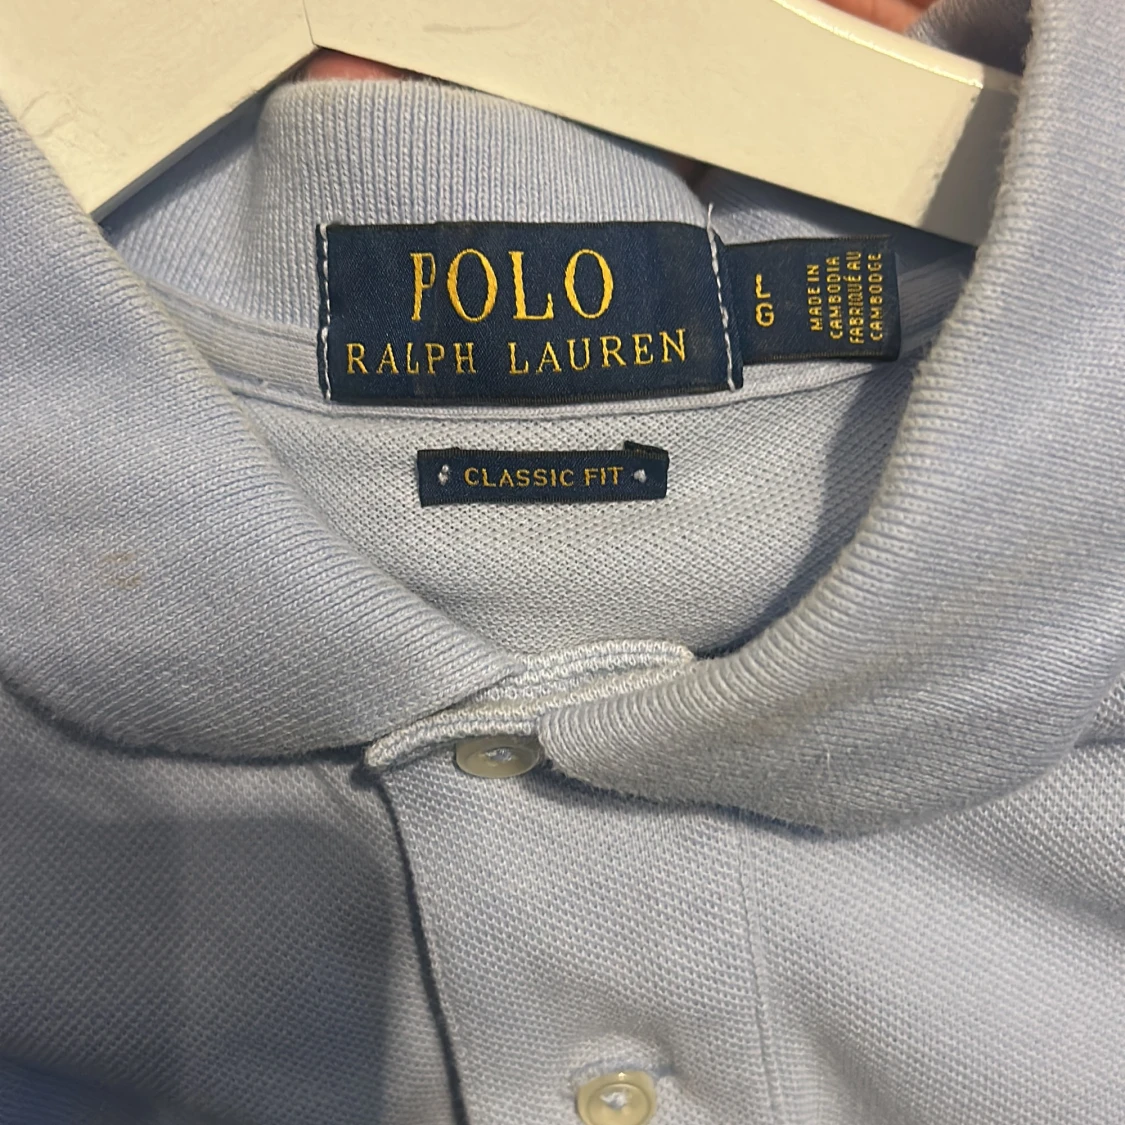 POLO
RALPH LAUREN
L
G
MADE IN
CAMBODIA
FABRIQUÉ AU
CAMBODGE
CLASSIC FIT